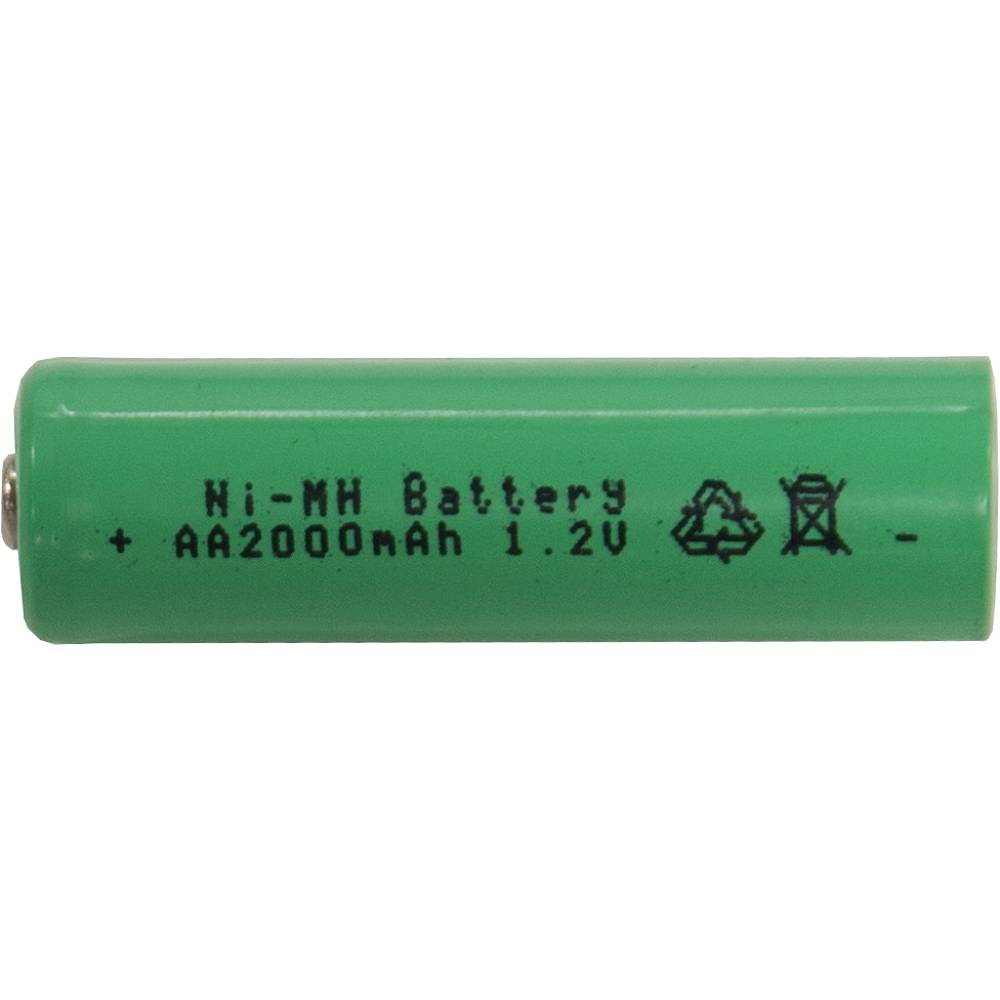 Ni-MH Battery
+ AA2000mAh 1.2V -